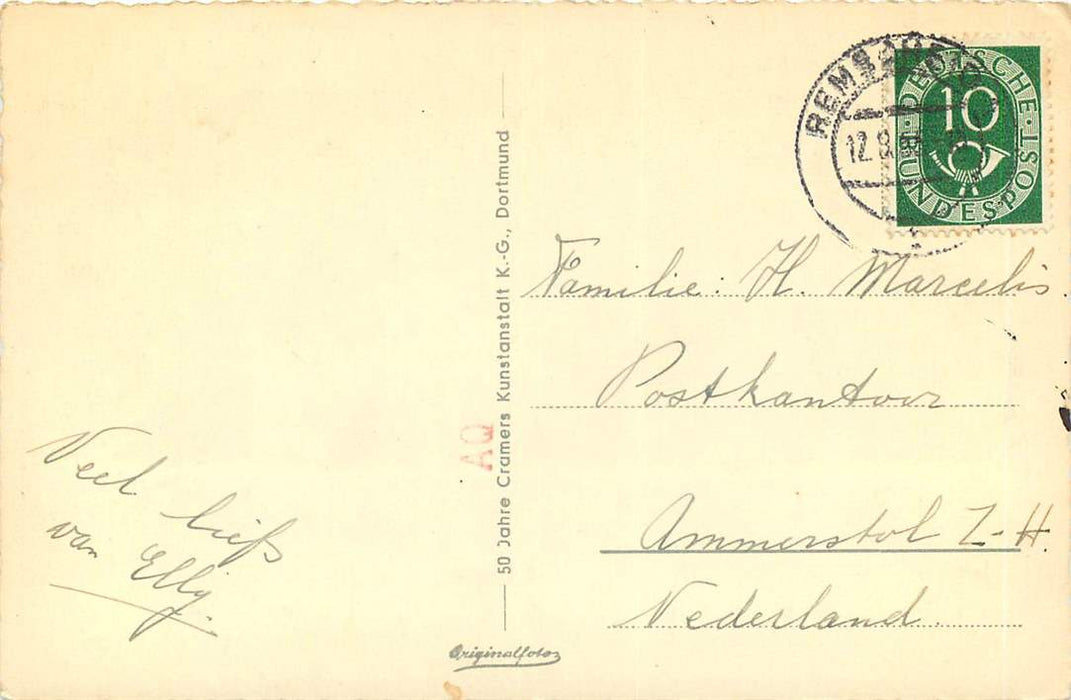 DEUTSCHE
10
BUNDESPOST
12.8.
Familie: H. Marcelis
Postkantoor
Ammerstol Z-H.
Nederland.
Veel liefs
van Elly.
AQ
50 Jahre Cramers Kunstanstalt K.-G., Dortmund
Originalfoto